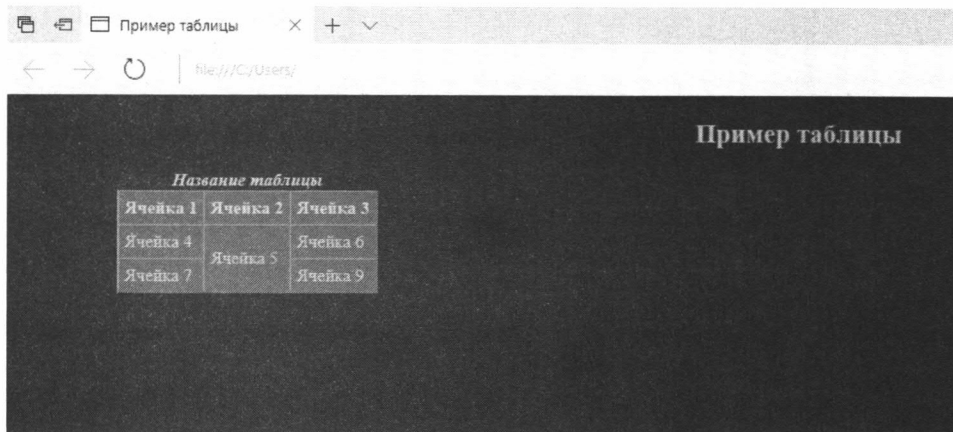 Пример таблицы
file:///C:/Users/
Пример таблицы
Название таблицы
Ячейка 1 Ячейка 2 Ячейка 3
Ячейка 4 Ячейка 5 Ячейка 6
Ячейка 7 Ячейка 9